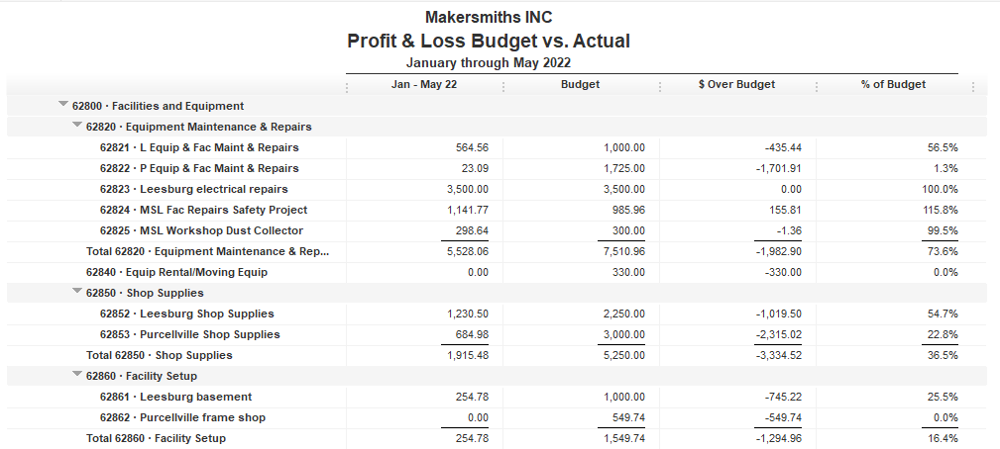 Makersmiths INC
Profit & Loss Budget vs. Actual
January through May 2022
Jan - May 22 Budget $ Over Budget % of Budget
62800 · Facilities and Equipment
62820 · Equipment Maintenance & Repairs
62821 · L Equip & Fac Maint & Repairs 564.56 1,000.00 -435.44 56.5%
62822 · P Equip & Fac Maint & Repairs 23.09 1,725.00 -1,701.91 1.3%
62823 · Leesburg electrical repairs 3,500.00 3,500.00 0.00 100.0%
62824 · MSL Fac Repairs Safety Project 1,141.77 985.96 155.81 115.8%
62825 · MSL Workshop Dust Collector 298.64 300.00 -1.36 99.5%
Total 62820 · Equipment Maintenance & Rep... 5,528.06 7,510.96 -1,982.90 73.6%
62840 · Equip Rental/Moving Equip 0.00 330.00 -330.00 0.0%
62850 · Shop Supplies
62852 · Leesburg Shop Supplies 1,230.50 2,250.00 -1,019.50 54.7%
62853 · Purcellville Shop Supplies 684.98 3,000.00 -2,315.02 22.8%
Total 62850 · Shop Supplies 1,915.48 5,250.00 -3,334.52 36.5%
62860 · Facility Setup
62861 · Leesburg basement 254.78 1,000.00 -745.22 25.5%
62862 · Purcellville frame shop 0.00 549.74 -549.74 0.0%
Total 62860 · Facility Setup 254.78 1,549.74 -1,294.96 16.4%